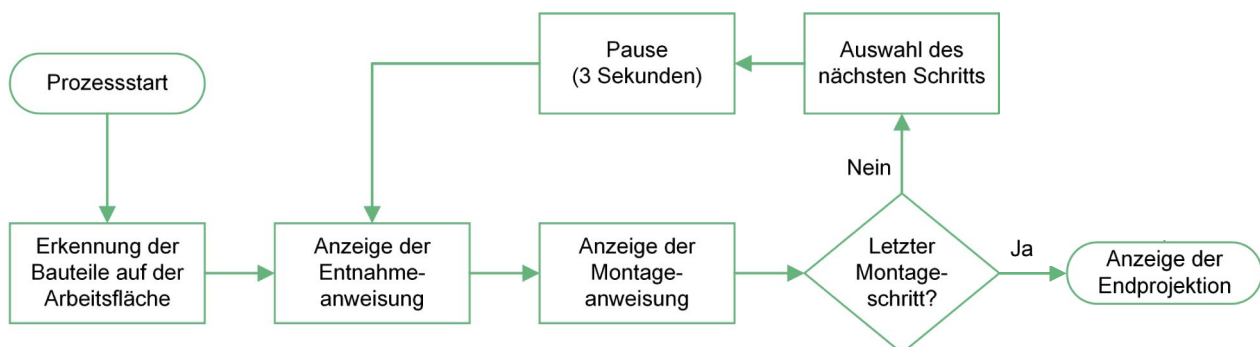 Prozessstart
Pause
(3 Sekunden)
Auswahl des
nächsten Schritts
Nein
Erkennung der
Bauteile auf der
Arbeitsfläche
Anzeige der
Entnahme-
anweisung
Anzeige der
Montage-
anweisung
Letzter
Montage-
schritt?
Ja
Anzeige der
Endprojektion